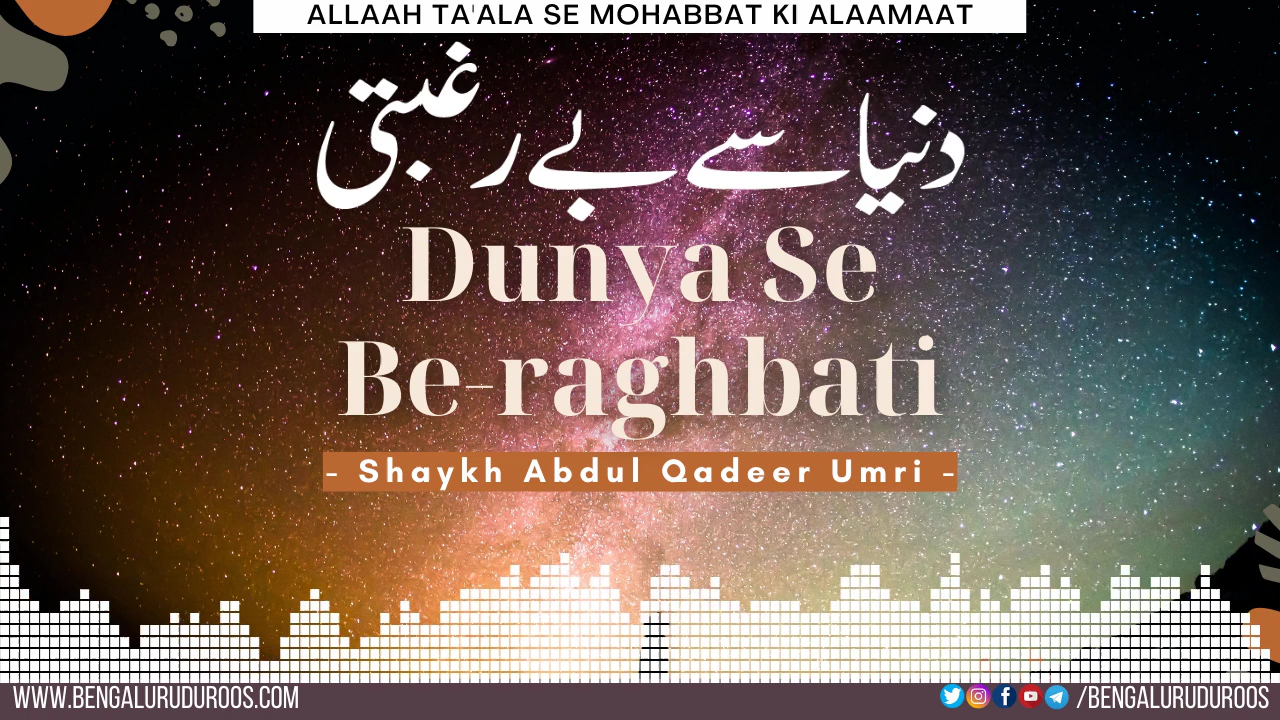 ALLAAH TA'ALA SE MOHABBAT KI ALAAMAAT
دنیا سے بے رغبتی
Dunya Se
Be-raghbati
- Shaykh Abdul Qadeer Umri -
WWW.BENGALURUDUROOS.COM
/BENGALURUDUROOS